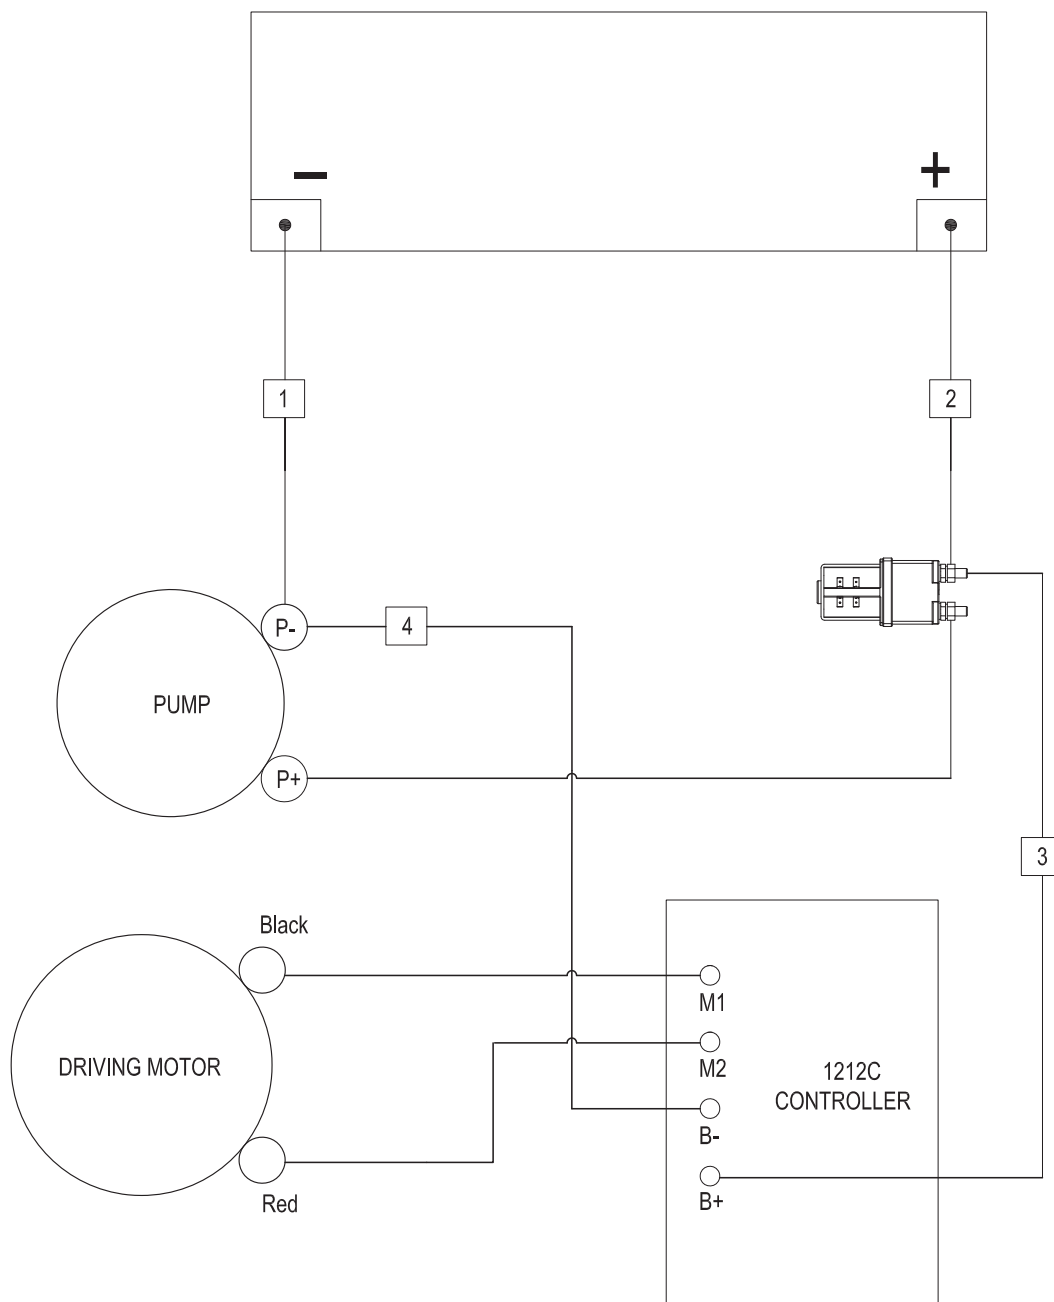 − +
1 2
P- 4
PUMP
P+
3
Black
M1
DRIVING MOTOR M2 1212C
CONTROLLER
B-
Red B+